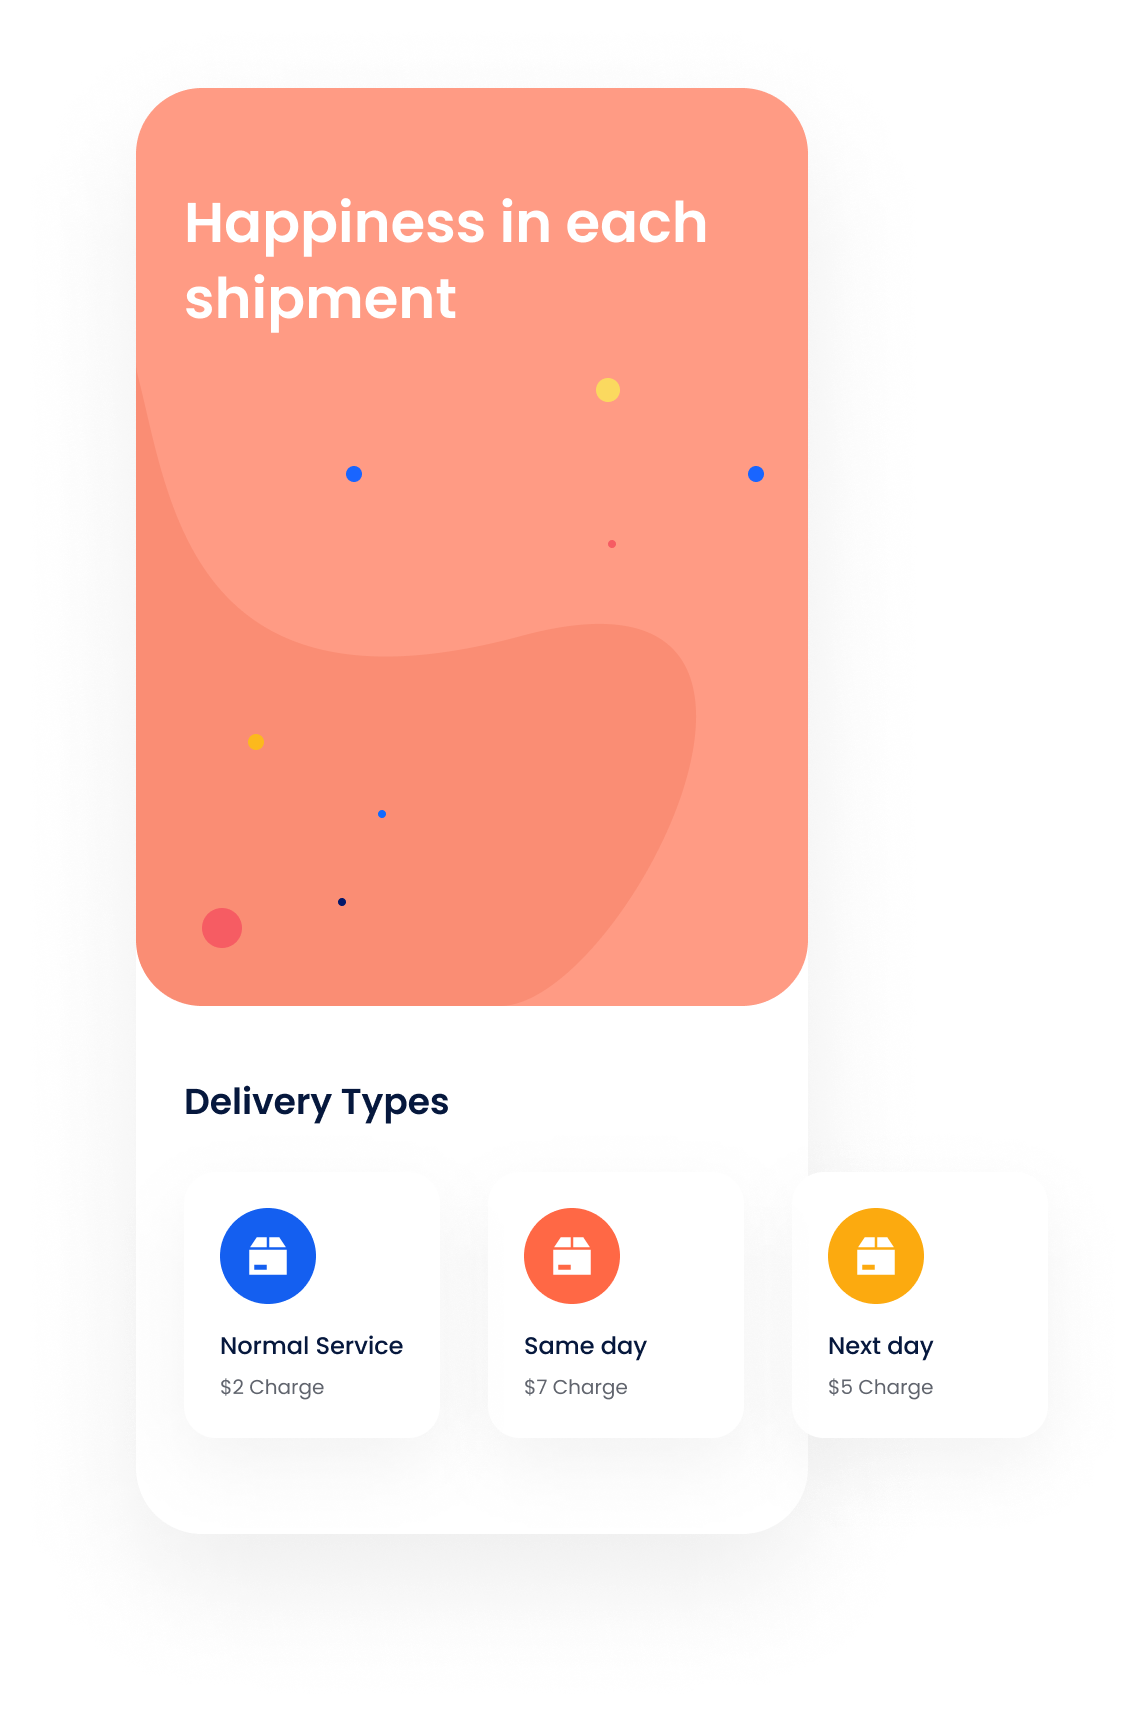 Happiness in each
shipment
Delivery Types
Normal Service
$2 Charge
Same day
$7 Charge
Next day
$5 Charge